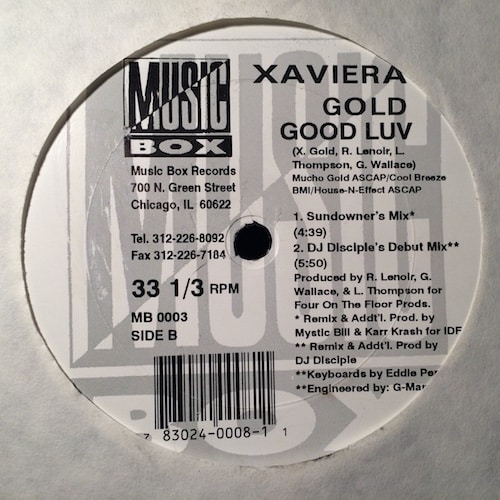 MUSIC
BOX
Music Box Records
700 N. Green Street
Chicago, IL 60622
Tel. 312-226-8092
Fax 312-226-7184
33 1/3 RPM
MB 0003
SIDE B
XAVIERA
GOLD
GOOD LUV
(X. Gold, R. Lenoir, L.
Thompson, G. Wallace)
Mucho Gold ASCAP/Cool Breeze
BMI/House-N-Effect ASCAP
1. Sundowner's Mix*
(4:39)
2. DJ Disciple's Debut Mix**
(5:50)
Produced by R. Lenoir, G.
Wallace, & L. Thompson for
Four On The Floor Prods.
* Remix & Addt'l. Prod by
Mystic Bill & Karr Krash for IDF
** Remix & Addt'l. Prod by
DJ Disciple
**Keyboards by Eddie
**Engineered by:
7 83024-0008-1 1
MUSIC
BOX